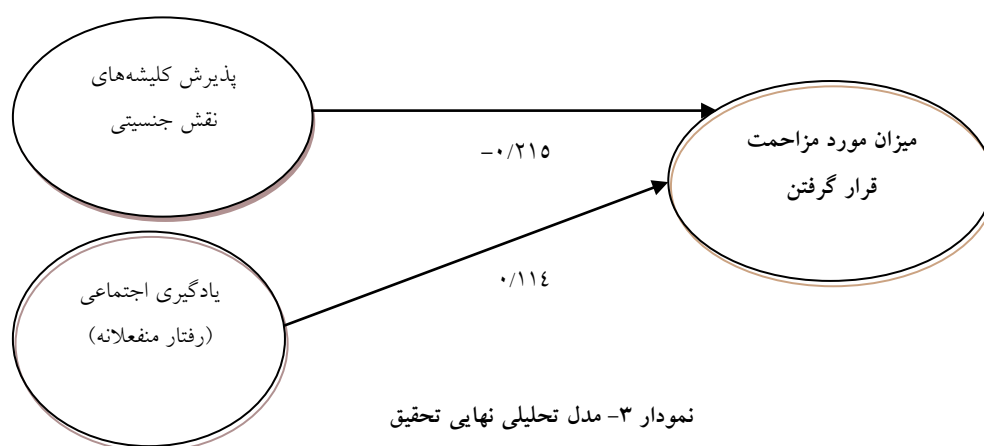 پذیرش کلیشه‌های
نقش جنسیتی
میزان مورد مزاحمت
قرار گرفتن
-۰/۲۱۵
۰/۱۱٤
یادگیری اجتماعی
(رفتار منفعلانه)
نمودار ۳- مدل تحلیلی نهایی تحقیق